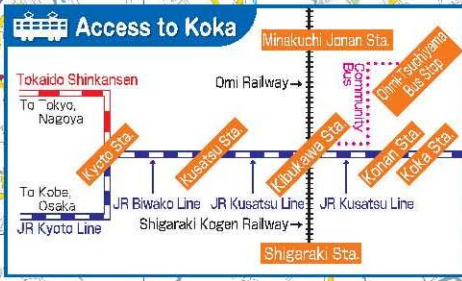 Access to Koka
Minakuchi Jonan Sta.
Tokaido Shinkansen
To Tokyo,
Nagoya
Omi Railway→
Community
Bus
Ohmi-Tsuchiyama
Bus Stop
Kyoto Sta.
Kusatsu Sta.
Kibukawa Sta.
Konan Sta.
Koka Sta.
To Kobe,
Osaka
JR Kyoto Line
JR Biwako Line
JR Kusatsu Line
JR Kusatsu Line
Shigaraki Kogen Railway→
Shigaraki Sta.